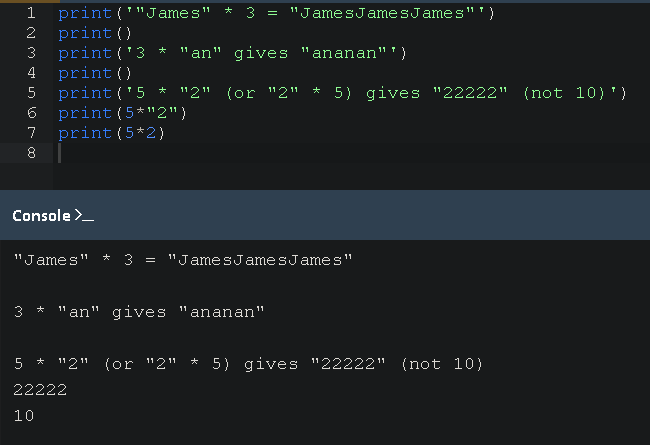 1 print('"James" * 3 = "JamesJamesJames"')
2 print()
3 print('3 * "an" gives "ananan"')
4 print()
5 print('5 * "2" (or "2" * 5) gives "22222" (not 10)')
6 print(5*"2")
7 print(5*2)
8
Console >_
"James" * 3 = "JamesJamesJames"
3 * "an" gives "ananan"
5 * "2" (or "2" * 5) gives "22222" (not 10)
22222
10